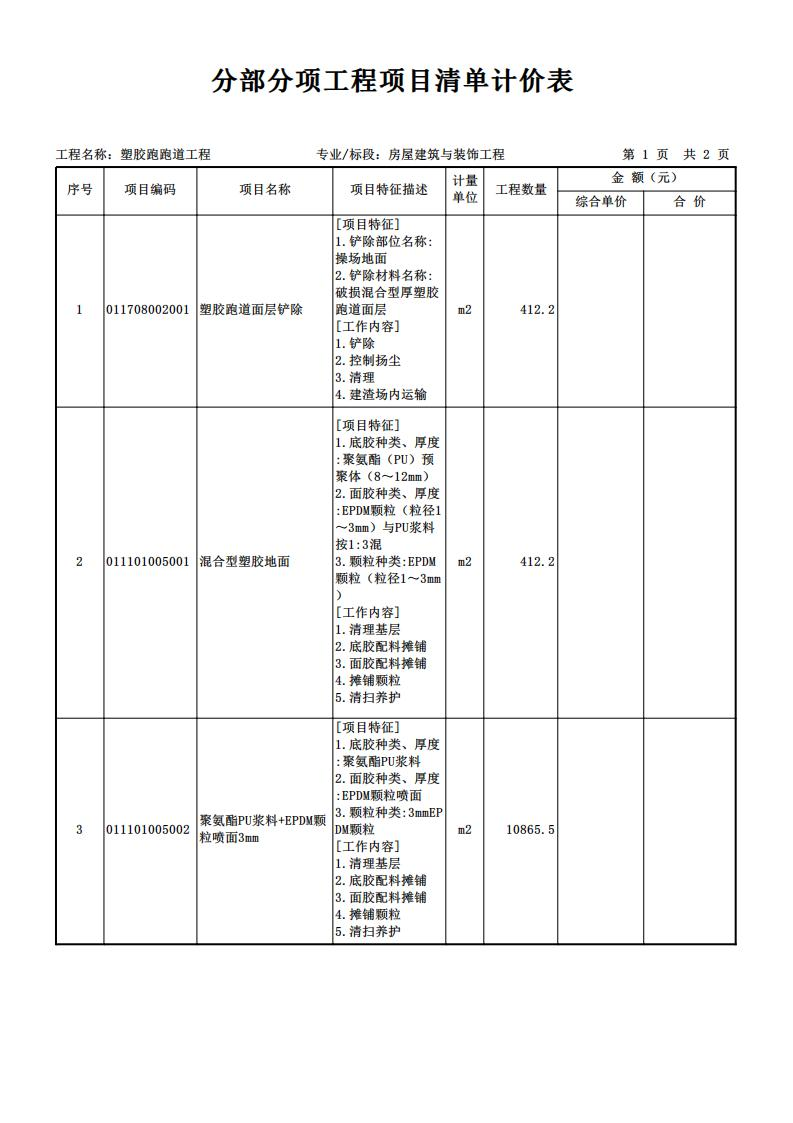 分部分项工程项目清单计价表
工程名称: 塑胶跑跑道工程 专业/标段: 房屋建筑与装饰工程 第 1 页 共 2 页
序号 项目编码 项目名称 项目特征描述 计量单位 工程数量 金 额（元）
综合单价 合 价
[项目特征]
1.铲除部位名称:
操场地面
2.铲除材料名称:
破损混合型厚塑胶
1 011708002001 塑胶跑道面层铲除 跑道面层 m2 412.2
[工作内容]
1.铲除
2.控制扬尘
3.清理
4.建渣场内运输
[项目特征]
1.底胶种类、厚度
:聚氨酯（PU）预
聚体（8～12mm）
2.面胶种类、厚度
:EPDM颗粒（粒径1
～3mm）与PU浆料
按1:3混
2 011101005001 混合型塑胶地面 3.颗粒种类:EPDM m2 412.2
颗粒（粒径1～3mm
）
[工作内容]
1.清理基层
2.底胶配料摊铺
3.面胶配料摊铺
4.摊铺颗粒
5.清扫养护
[项目特征]
1.底胶种类、厚度
:聚氨酯PU浆料
2.面胶种类、厚度
:EPDM颗粒喷面
3.颗粒种类:3mmEP
3 011101005002 聚氨酯PU浆料+EPDM颗 DM颗粒 m2 10865.5
粒喷面3mm
[工作内容]
1.清理基层
2.底胶配料摊铺
3.面胶配料摊铺
4.摊铺颗粒
5.清扫养护